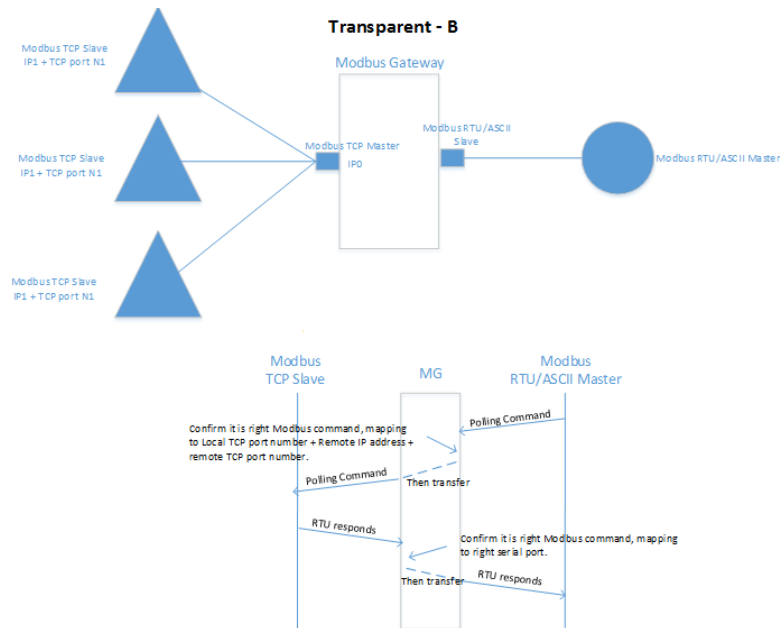 Transparent - B
Modbus TCP Slave
IP1 + TCP port N1
Modbus Gateway
Modbus TCP Slave
IP1 + TCP port N1
Modbus TCP Master
IP0
Modbus RTU/ASCII
Slave
Modbus RTU/ASCII Master
Modbus TCP Slave
IP1 + TCP port N1
Modbus
TCP Slave
MG
Modbus
RTU/ASCII Master
Polling Command
Confirm it is right Modbus command, mapping
to Local TCP port number + Remote IP address +
remote TCP port number.
Polling Command
Then transfer
RTU responds
Confirm it is right Modbus command, mapping
to right serial port.
Then transfer
RTU responds